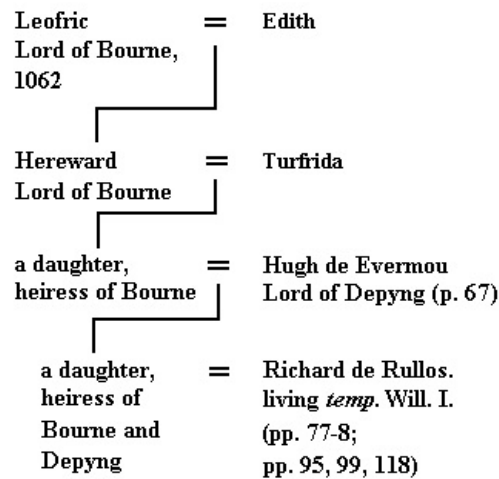 Leofric = Edith
Lord of Bourne,
1062
Hereward = Turfrida
Lord of Bourne
a daughter, = Hugh de Evermou
heiress of Bourne Lord of Depyng (p. 67)
a daughter, = Richard de Rullos.
heiress of living temp. Will. I.
Bourne and (pp. 77-8;
Depyng pp. 95, 99, 118)